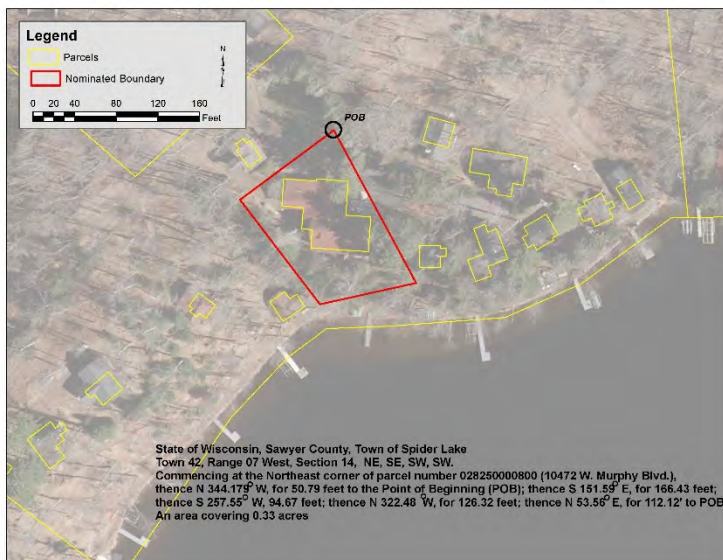 Legend
Parcels
Nominated Boundary
N
0 20 40 80 120 160
Feet
POB
State of Wisconsin, Sawyer County, Town of Spider Lake
Town 42, Range 07 West, Section 14, NE, SE, SW, SW.
Commencing at the Northeast corner of parcel number 028250000800 (10472 W. Murphy Blvd.),
thence N 344.179° W, for 50.79 feet to the Point of Beginning (POB); thence S 151.59° E, for 166.43 feet;
thence S 257.55° W, 94.67 feet; thence N 322.48 °W, for 126.32 feet; thence N 53.56° E, for 112.12' to POB
An area covering 0.33 acres